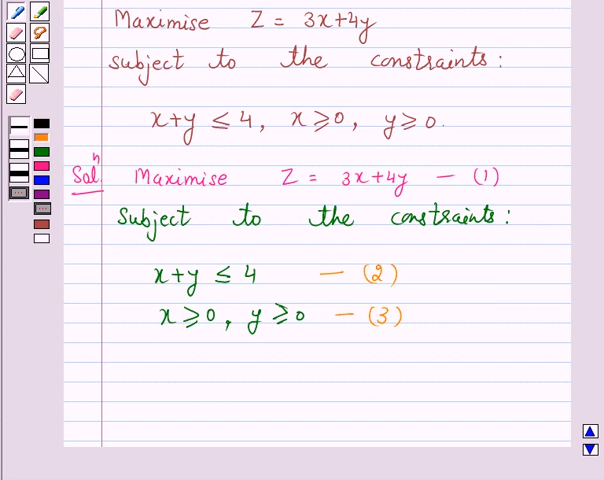 Maximise Z = 3x+4y
subject to the constraints:
x+y ≤ 4, x ≥ 0, y ≥ 0.
Solⁿ Maximise Z = 3x+4y — (1)
Subject to the constraints:
x+y ≤ 4 — (2)
x ≥ 0, y ≥ 0 — (3)